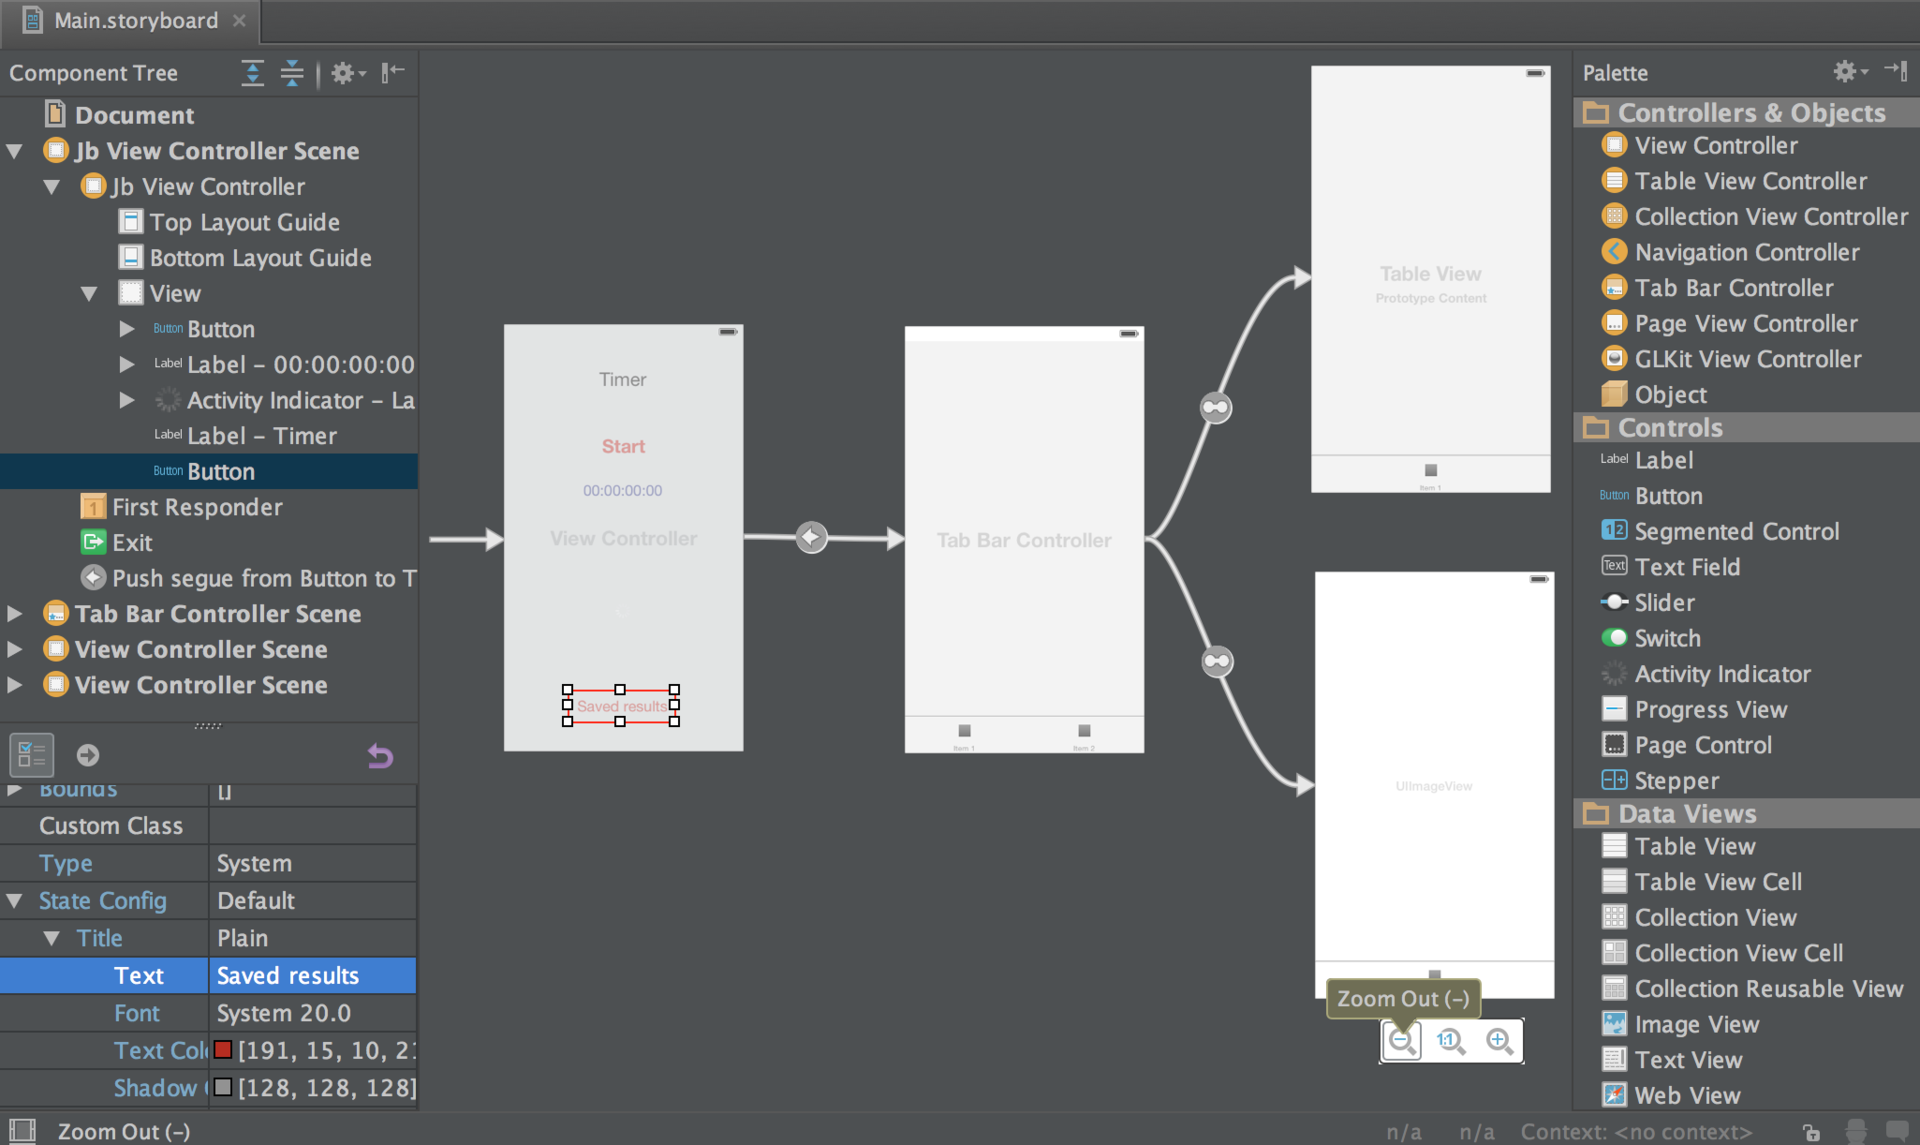 Main.storyboard
Component Tree
Document
Jb View Controller Scene
Jb View Controller
Top Layout Guide
Bottom Layout Guide
View
Button Button
Label Label – 00:00:00:00
Activity Indicator – La
Label Label – Timer
Button Button
1 First Responder
Exit
Push segue from Button to T
Tab Bar Controller Scene
View Controller Scene
View Controller Scene
Bounds []
Custom Class
Type System
State Config Default
Title Plain
Text Saved results
Font System 20.0
Text Col [191, 15, 10, 21
Shadow [128, 128, 128]
Timer
Start
00:00:00:00
View Controller
Saved results
Tab Bar Controller
Item 1 Item 2
Table View
Prototype Content
Item 1
UIImageView
Zoom Out (–)
1:1
Palette
Controllers & Objects
View Controller
Table View Controller
Collection View Controller
Navigation Controller
Tab Bar Controller
Page View Controller
GLKit View Controller
Object
Controls
Label Label
Button Button
1 2 Segmented Control
Text Text Field
Slider
Switch
Activity Indicator
Progress View
Page Control
Stepper
Data Views
Table View
Table View Cell
Collection View
Collection View Cell
Collection Reusable View
Image View
Text View
Web View
Zoom Out (–)
n/a n/a Context: <no context>